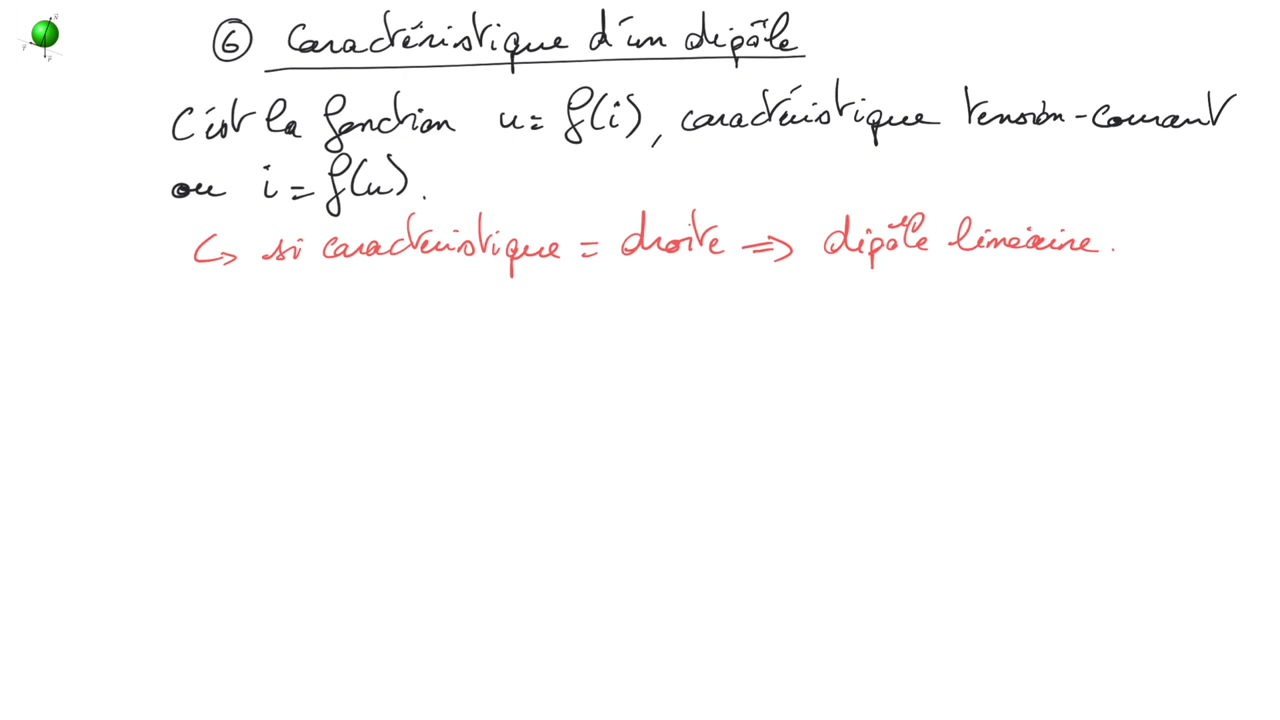 ⑥ Caractéristique d'un dipôle
C'est la fonction u = f(i), caractéristique tension-courant
ou i = f(u).
↪ si caractéristique = droite ⇒ dipôle linéaire.